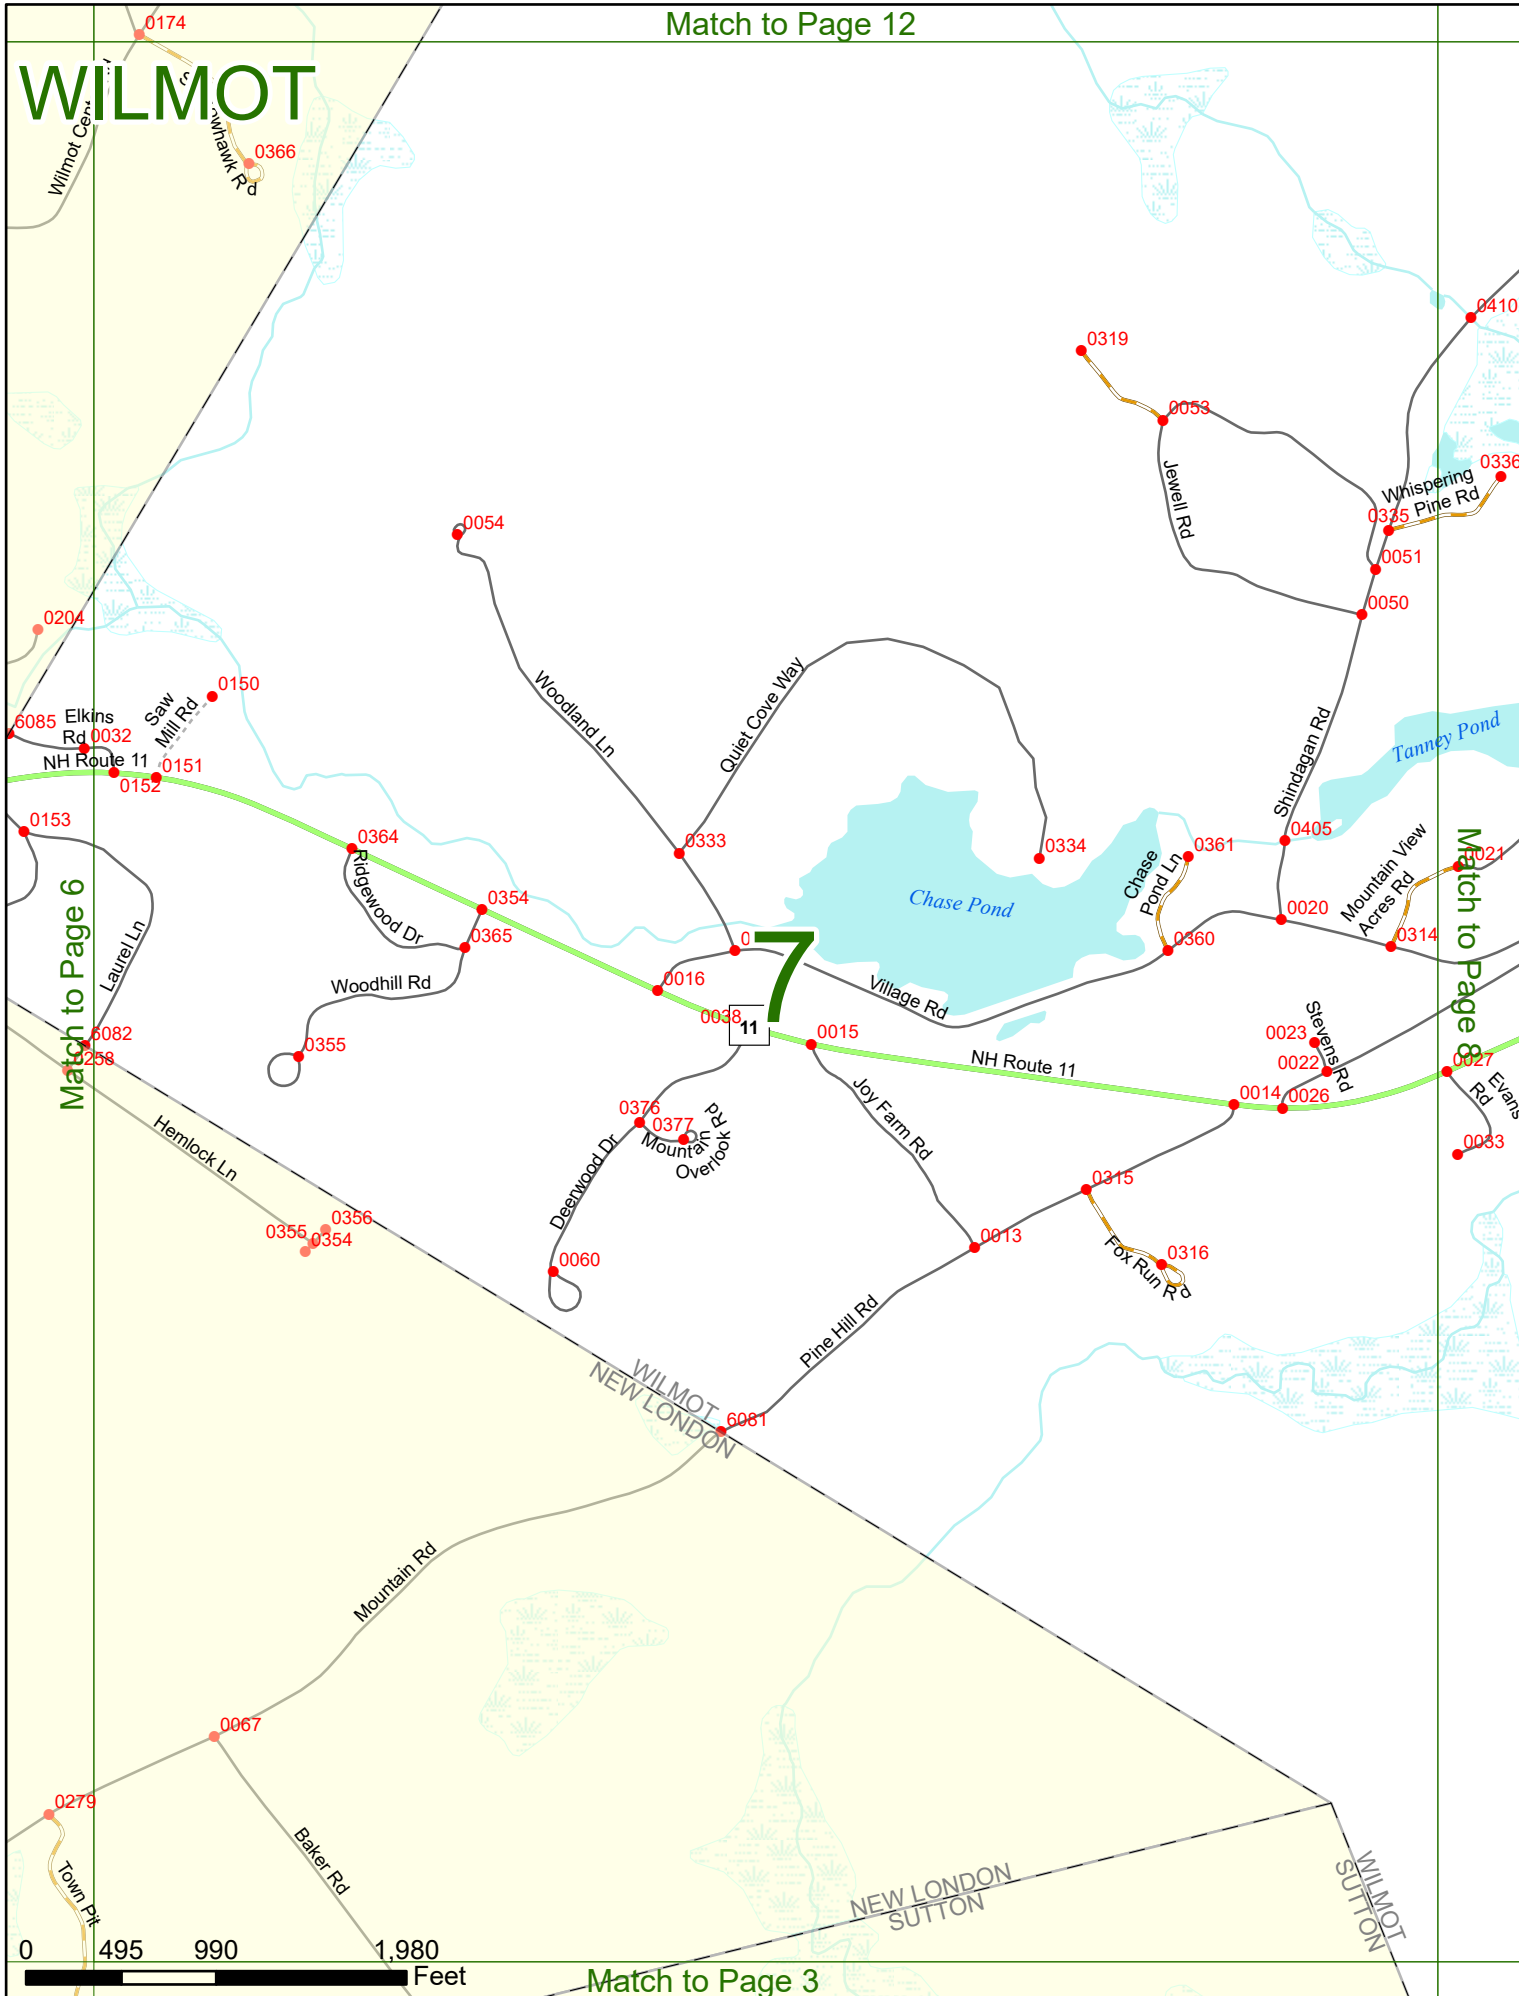 Match to Page 12
0174
WILMOT
Wilmot
0366
0410
0319
0053
Jewell Rd
0336
Whispering
Pine Rd
0335
0051
0050
0054
0204
0150
Saw
Mill Rd
6085
Elkins
Rd
0032
NH Route 11
0152
0151
Woodland Ln
Quiet Cove Way
Shindagan Rd
Tanney Pond
0153
0364
Ridgewood Dr
0333
0334
0361
0405
Chase
Pond Ln
Mountain View
Acres Rd
0021
Match to Page 8
Chase Pond
0354
0365
0360
0020
0314
Match to Page 6
Laurel Ln
Woodhill Rd
0016
7
Village Rd
0038
11
0015
NH Route 11
0023
Stevens Rd
0022
0027
Evans
Rd
6082
0258
0355
0014
0026
0033
0376
0377
Mountain
Overlook Rd
Joy Farm Rd
Hemlock Ln
Deerwood Dr
0315
0356
0355
0354
0013
Fox Run Rd
0316
0060
Pine Hill Rd
WILMOT
NEW LONDON
6081
Mountain Rd
0067
0279
Baker Rd
Town Pit
NEW LONDON
SUTTON
WILMOT
SUTTON
0 495 990 1,980
Feet
Match to Page 3